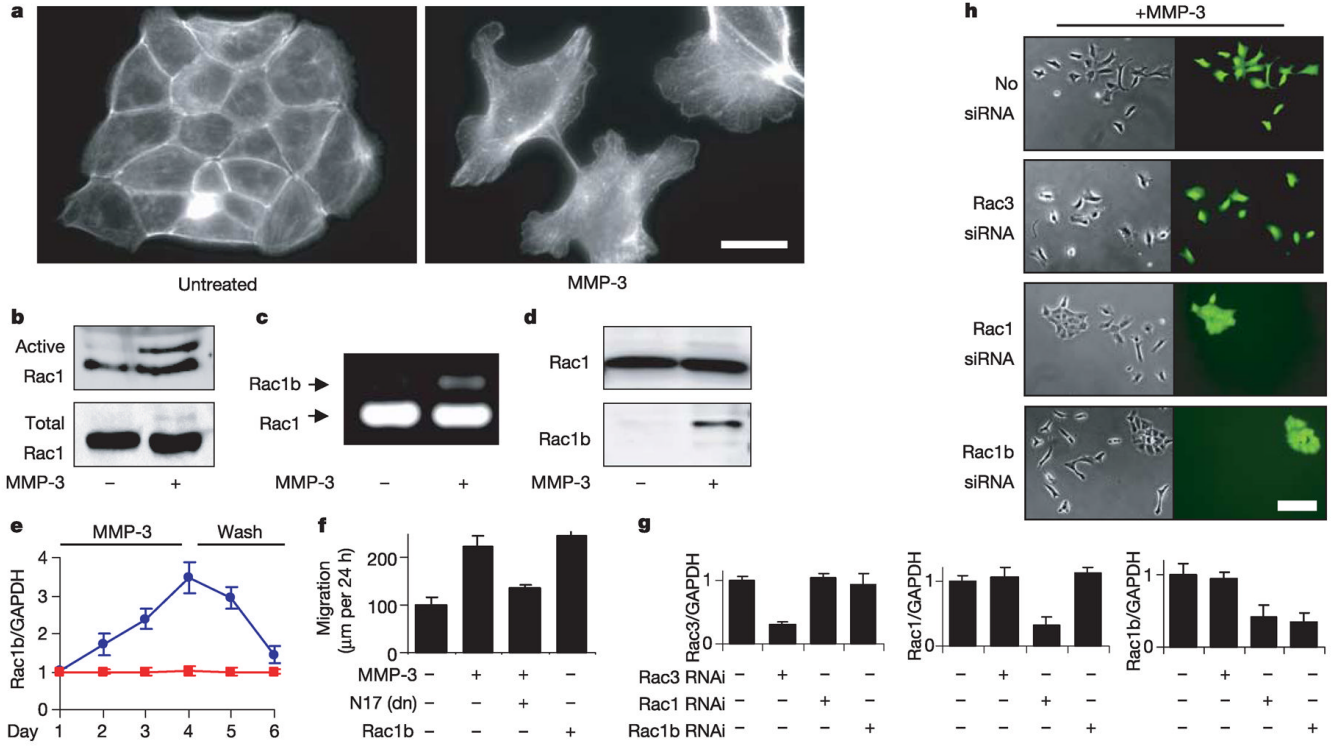 a
Untreated
MMP-3
b
Active
Rac1
Total
Rac1
MMP-3 – +
c
Rac1b
Rac1
MMP-3 – +
d
Rac1
Rac1b
MMP-3 – +
e
MMP-3 Wash
Rac1b/GAPDH
4
3
2
1
0
Day 1 2 3 4 5 6
f
Migration
(μm per 24 h)
200
100
0
MMP-3 – + + –
N17 (dn) – – + –
Rac1b – – – +
g
Rac3/GAPDH
1
0
Rac1/GAPDH
1
0
Rac1b/GAPDH
1
0
Rac3 RNAi – + – – – + – – – + – –
Rac1 RNAi – – + – – – + – – – + –
Rac1b RNAi – – – + – – – + – – – +
h
+MMP-3
No
siRNA
Rac3
siRNA
Rac1
siRNA
Rac1b
siRNA